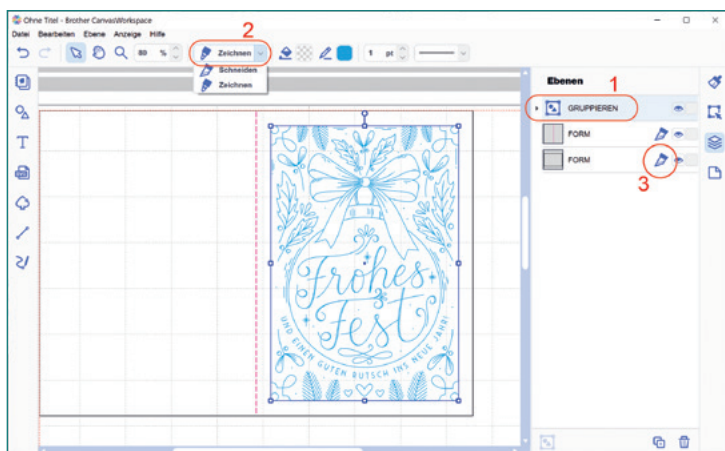 Ohne Titel - Brother CanvasWorkspace
2
Datei Bearbeiten Ebene Anzeige Hilfe
80 % Zeichnen 1 pt
Schneiden
Zeichnen
Ebenen
1
GRUPPIEREN
FORM
FORM
3
T
Frohes
Fest
UND EINEN GUTEN RUTSCH INS NEUE JAHR!